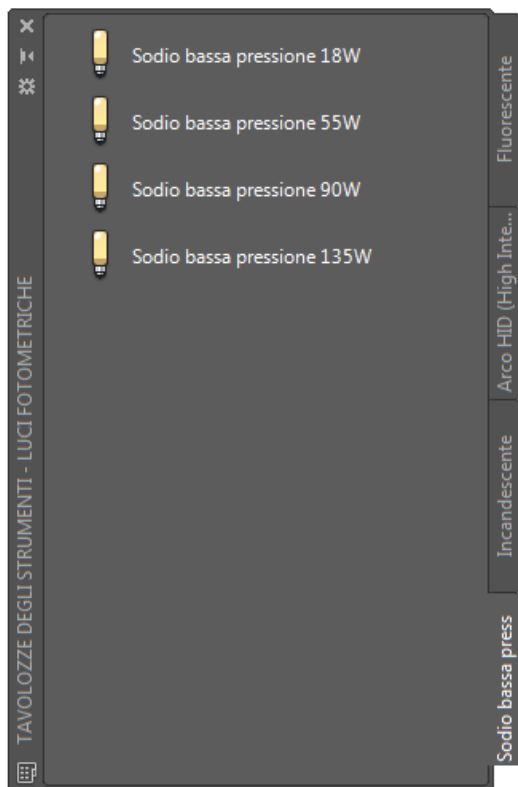 Sodio bassa pressione 18W
Sodio bassa pressione 55W
Sodio bassa pressione 90W
Sodio bassa pressione 135W
TAVOLOZZE DEGLI STRUMENTI - LUCI FOTOMETRICHE
Fluorescente
Arco HID (High Inte...
Incandescente
Sodio bassa press